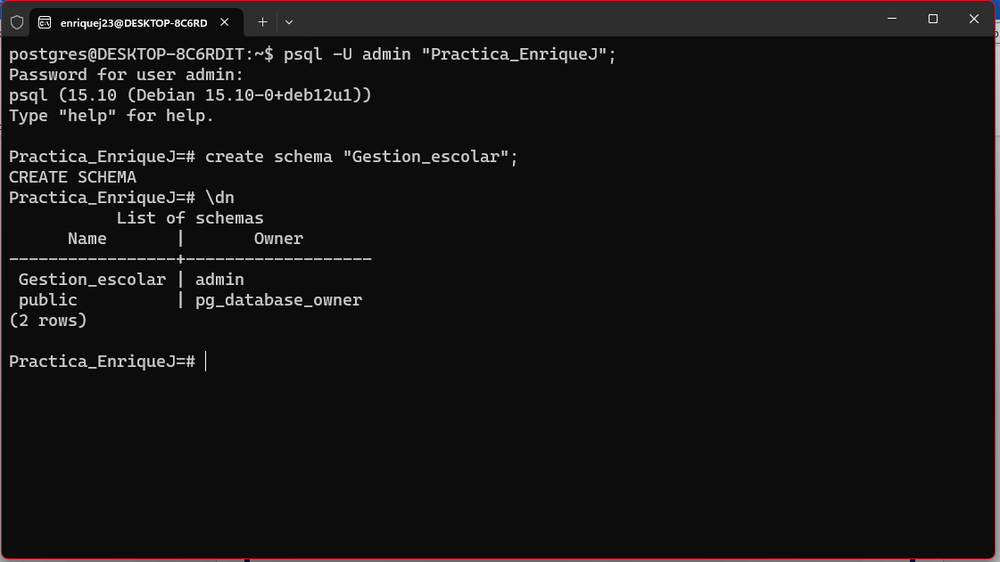 enriquej23@DESKTOP-8C6RD
postgres@DESKTOP-8C6RDIT:~$ psql -U admin "Practica_EnriqueJ";
Password for user admin:
psql (15.10 (Debian 15.10-0+deb12u1))
Type "help" for help.
Practica_EnriqueJ=# create schema "Gestion_escolar";
CREATE SCHEMA
Practica_EnriqueJ=# \dn
List of schemas
Name | Owner
-----------------+-------------------
Gestion_escolar | admin
public | pg_database_owner
(2 rows)
Practica_EnriqueJ=#